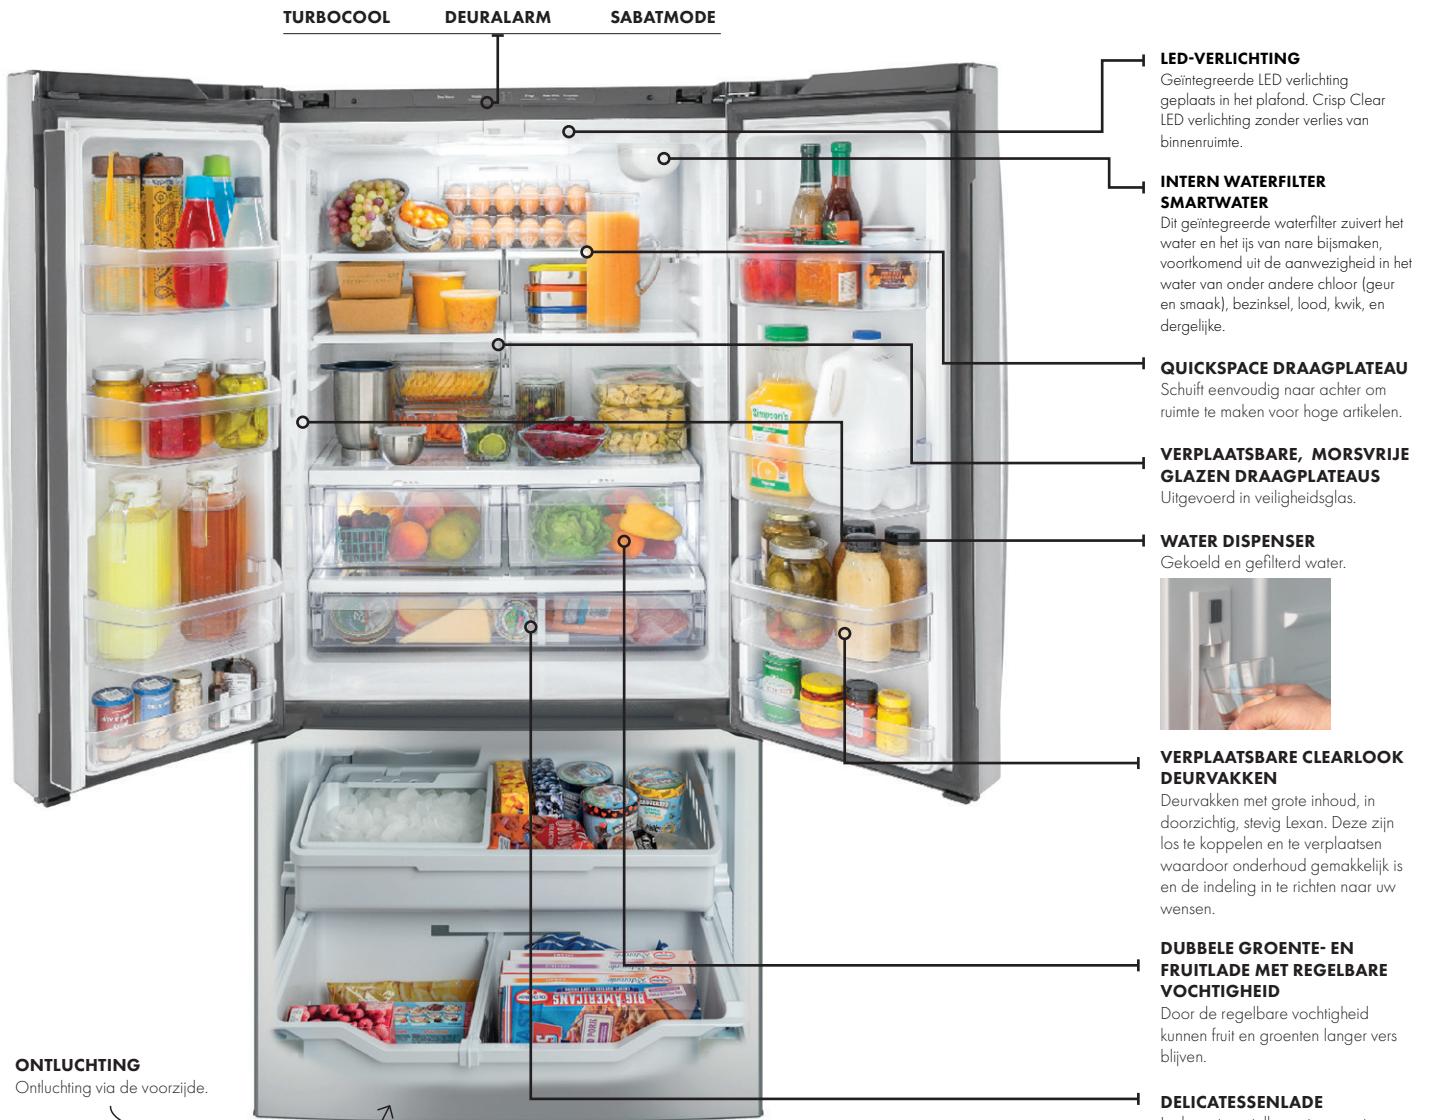 TURBOCOOL DEURALARM SABATMODE
LED-VERLICHTING
Geïntegreerde LED verlichting
geplaatst in het plafond. Crisp Clear
LED verlichting zonder verlies van
binnenruimte.
INTERN WATERFILTER
SMARTWATER
Dit geïntegreerde waterfilter zuivert het
water en het ijs van nare bijsmaken,
voortkomend uit de aanwezigheid in het
water van onder andere chloor (geur
en smaak), bezinksel, lood, kwik, en
dergelijke.
QUICKSPACE DRAAGPLATEAU
Schuift eenvoudig naar achter om
ruimte te maken voor hoge artikelen.
VERPLAATSBARE, MORSVRIJE
GLAZEN DRAAGPLATEAUS
Uitgevoerd in veiligheidsglas.
WATER DISPENSER
Gekoeld en gefilterd water.
VERPLAATSBARE CLEARLOOK
DEURVAKKEN
Deurvakken met grote inhoud, in
doorzichtig, stevig Lexan. Deze zijn
los te koppelen en te verplaatsen
waardoor onderhoud gemakkelijk is
en de indeling in te richten naar uw
wensen.
DUBBELE GROENTE- EN
FRUITLADE MET REGELBARE
VOCHTIGHEID
Door de regelbare vochtigheid
kunnen fruit en groenten langer vers
blijven.
DELICATESSENLADE
ONTLUCHTING
Ontluchting via de voorzijde.
Simpson's
BIG AMERICANS